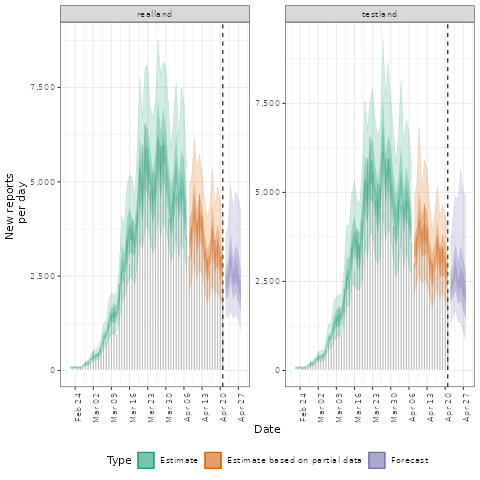 realland
testland
New reports
per day
7,500
5,000
2,500
0
7,500
5,000
2,500
0
Feb 24
Mar 02
Mar 09
Mar 16
Mar 23
Mar 30
Apr 06
Apr 13
Apr 20
Apr 27
Feb 24
Mar 02
Mar 09
Mar 16
Mar 23
Mar 30
Apr 06
Apr 13
Apr 20
Apr 27
Date
Type Estimate Estimate based on partial data Forecast